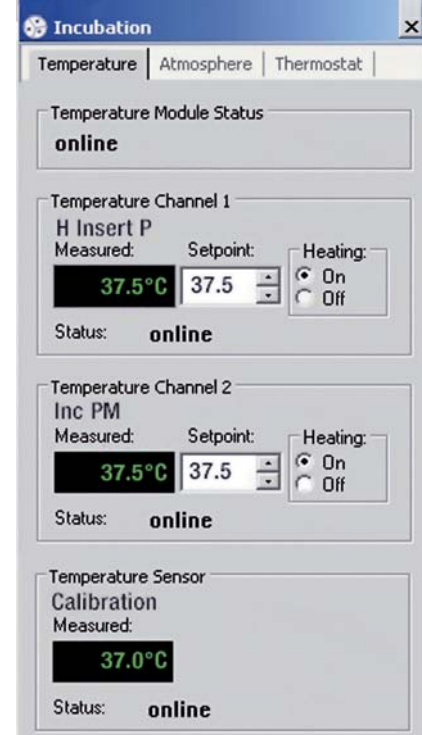 Incubation
Temperature Atmosphere Thermostat
Temperature Module Status
online
Temperature Channel 1
H Insert P
Measured: Setpoint: Heating:
37.5°C 37.5 On
Off
Status: online
Temperature Channel 2
Inc PM
Measured: Setpoint: Heating:
37.5°C 37.5 On
Off
Status: online
Temperature Sensor
Calibration
Measured:
37.0°C
Status: online